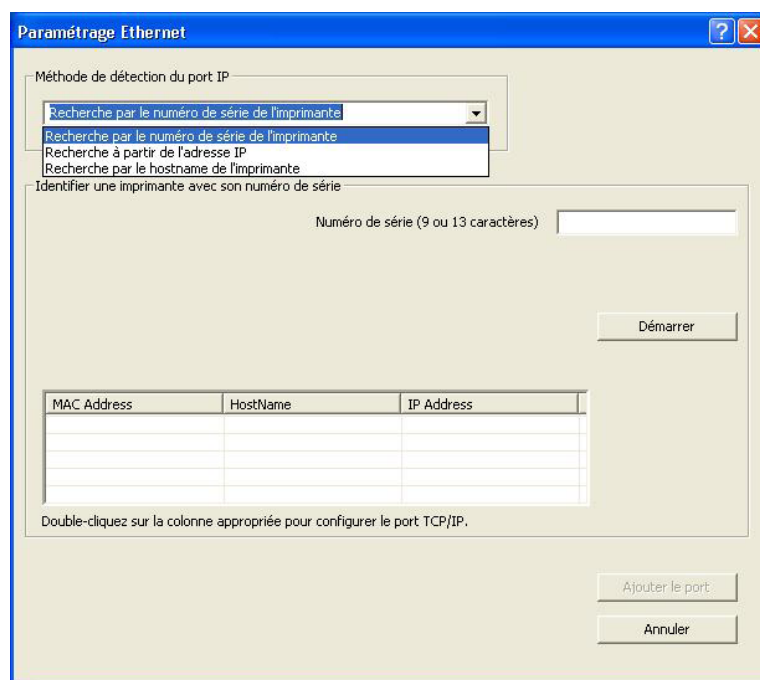 Paramétrage Ethernet
Méthode de détection du port IP
Recherche par le numéro de série de l'imprimante
Recherche par le numéro de série de l'imprimante
Recherche à partir de l'adresse IP
Recherche par le hostname de l'imprimante
Identifier une imprimante avec son numéro de série
Numéro de série (9 ou 13 caractères)
Démarrer
MAC Address HostName IP Address
Double-cliquez sur la colonne appropriée pour configurer le port TCP/IP.
Ajouter le port
Annuler